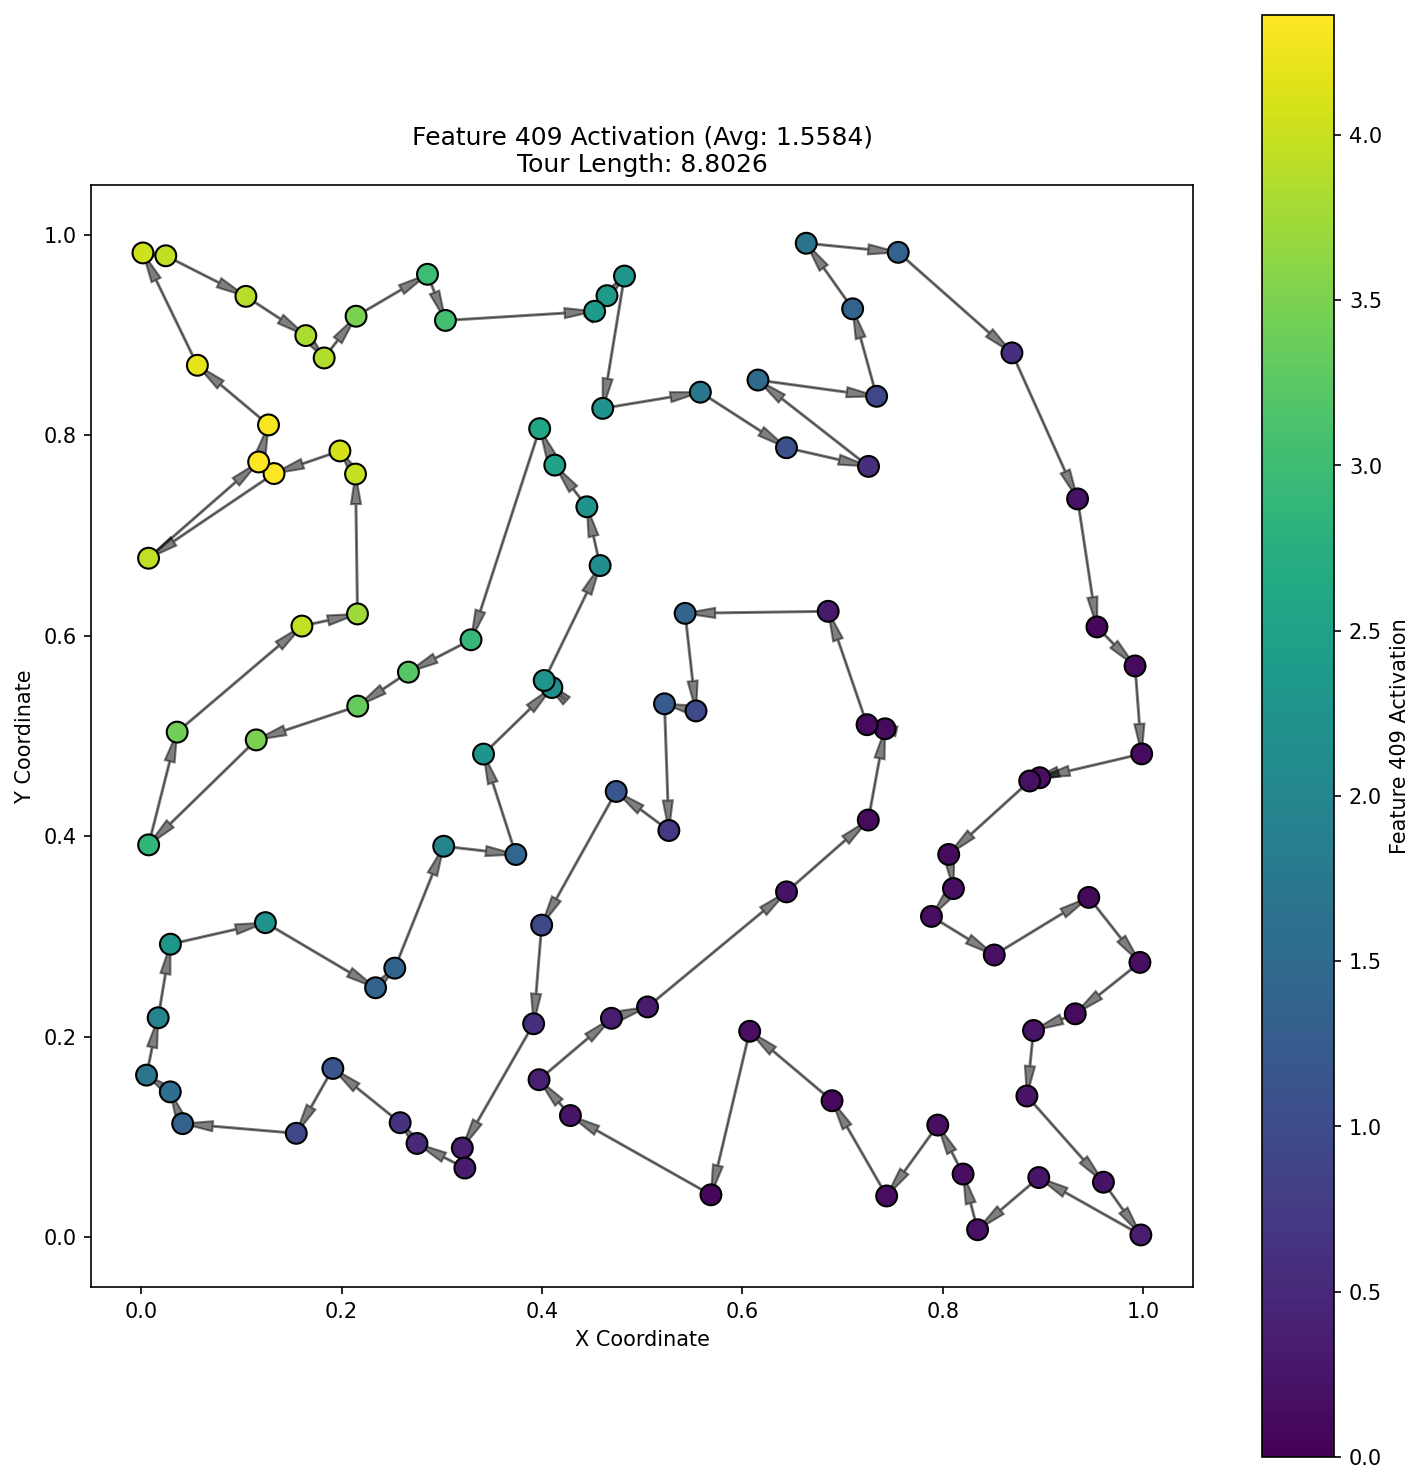 Feature 409 Activation (Avg: 1.5584)
Tour Length: 8.8026
Y Coordinate
1.0
0.8
0.6
0.4
0.2
0.0
0.0 0.2 0.4 0.6 0.8 1.0
X Coordinate
4.0
3.5
3.0
2.5
2.0
1.5
1.0
0.5
0.0
Feature 409 Activation